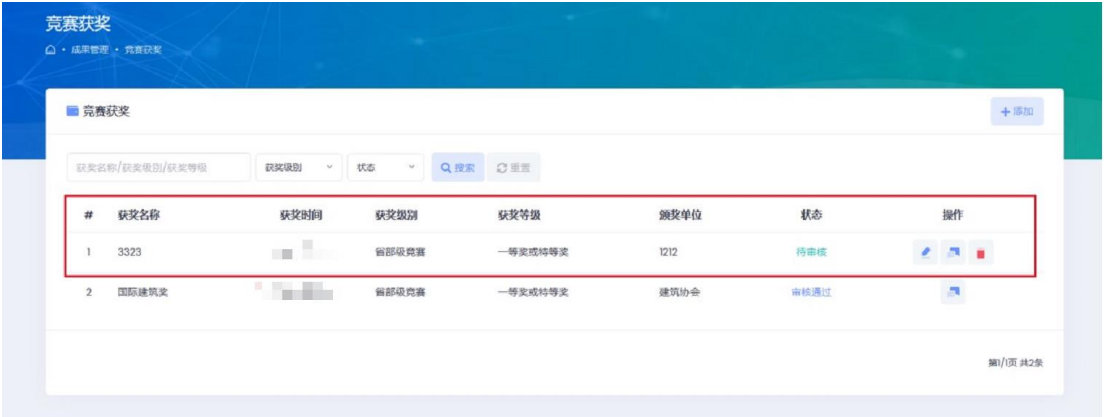 竞赛获奖
• 成果管理 • 竞赛获奖
竞赛获奖
+ 添加
获奖名称/获奖级别/获奖等级 获奖级别 状态 搜索 重置
# 获奖名称 获奖时间 获奖级别 获奖等级 颁奖单位 状态 操作
1 3323 省部级竞赛 一等奖或特等奖 1212 待审核
2 国际建筑奖 省部级竞赛 一等奖或特等奖 建筑协会 审核通过
第1/1页 共2条